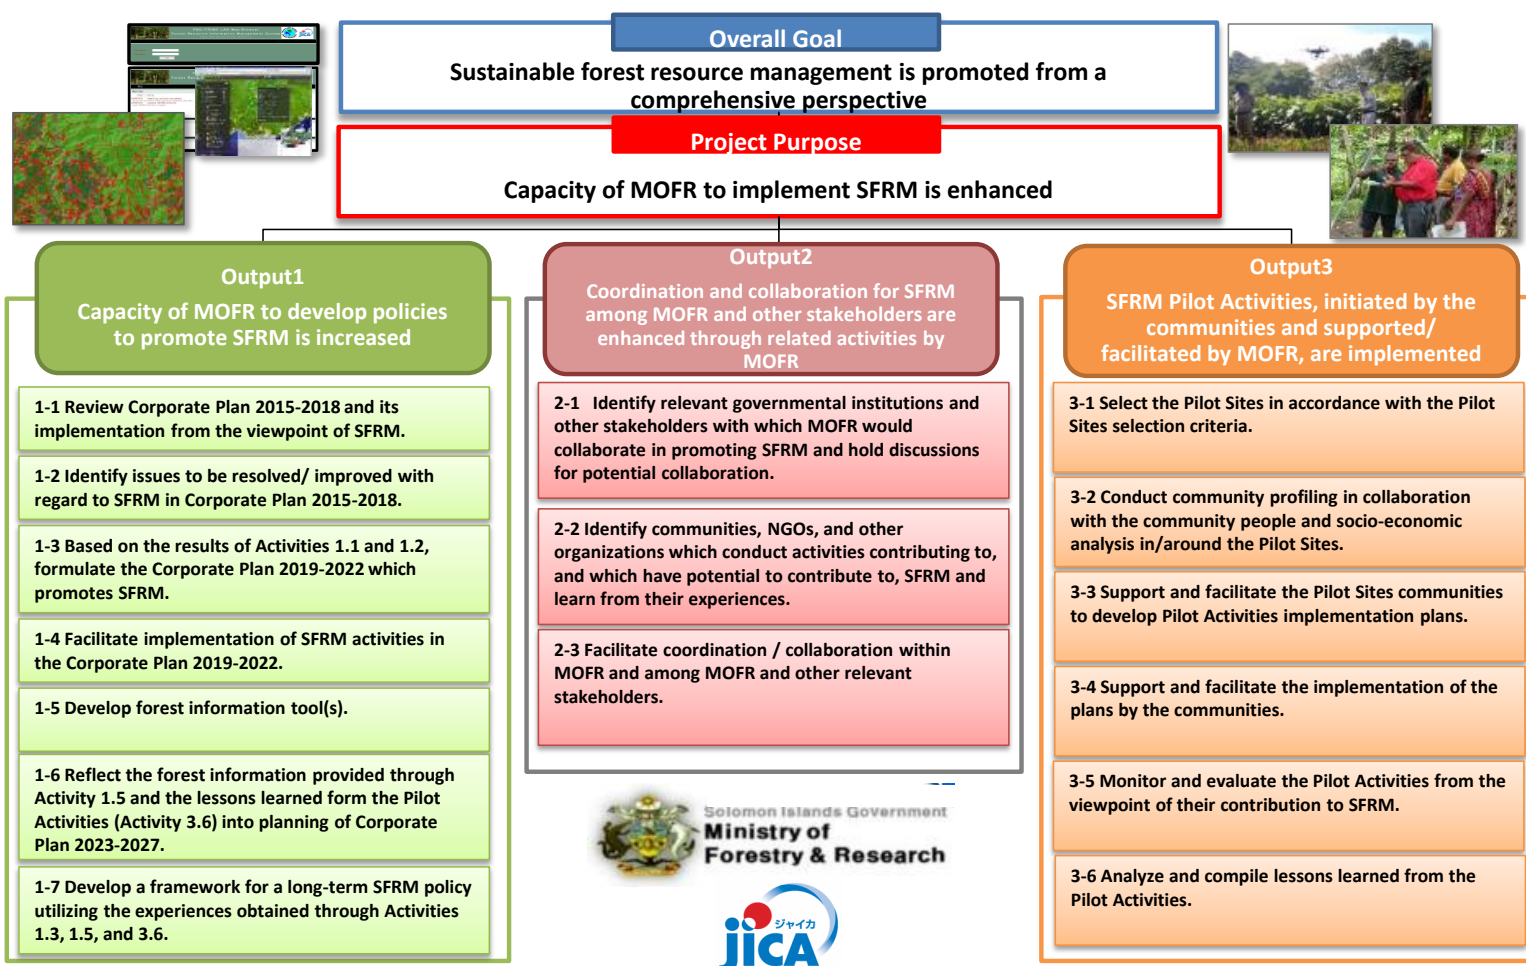 Overall Goal
Sustainable forest resource management is promoted from a
comprehensive perspective
Project Purpose
Capacity of MOFR to implement SFRM is enhanced
Output1
Capacity of MOFR to develop policies
to promote SFRM is increased
1-1 Review Corporate Plan 2015-2018 and its
implementation from the viewpoint of SFRM.
1-2 Identify issues to be resolved/ improved with
regard to SFRM in Corporate Plan 2015-2018.
1-3 Based on the results of Activities 1.1 and 1.2,
formulate the Corporate Plan 2019-2022 which
promotes SFRM.
1-4 Facilitate implementation of SFRM activities in
the Corporate Plan 2019-2022.
1-5 Develop forest information tool(s).
1-6 Reflect the forest information provided through
Activity 1.5 and the lessons learned form the Pilot
Activities (Activity 3.6) into planning of Corporate
Plan 2023-2027.
1-7 Develop a framework for a long-term SFRM policy
utilizing the experiences obtained through Activities
1.3, 1.5, and 3.6.
Output2
Coordination and collaboration for SFRM
among MOFR and other stakeholders are
enhanced through related activities by
MOFR
2-1 Identify relevant governmental institutions and
other stakeholders with which MOFR would
collaborate in promoting SFRM and hold discussions
for potential collaboration.
2-2 Identify communities, NGOs, and other
organizations which conduct activities contributing to,
and which have potential to contribute to, SFRM and
learn from their experiences.
2-3 Facilitate coordination / collaboration within
MOFR and among MOFR and other relevant
stakeholders.
Solomon Islands Government
Ministry of
Forestry & Research
ジャイカ
jICA
Output3
SFRM Pilot Activities, initiated by the
communities and supported/
facilitated by MOFR, are implemented
3-1 Select the Pilot Sites in accordance with the Pilot
Sites selection criteria.
3-2 Conduct community profiling in collaboration
with the community people and socio-economic
analysis in/around the Pilot Sites.
3-3 Support and facilitate the Pilot Sites communities
to develop Pilot Activities implementation plans.
3-4 Support and facilitate the implementation of the
plans by the communities.
3-5 Monitor and evaluate the Pilot Activities from the
viewpoint of their contribution to SFRM.
3-6 Analyze and compile lessons learned from the
Pilot Activities.